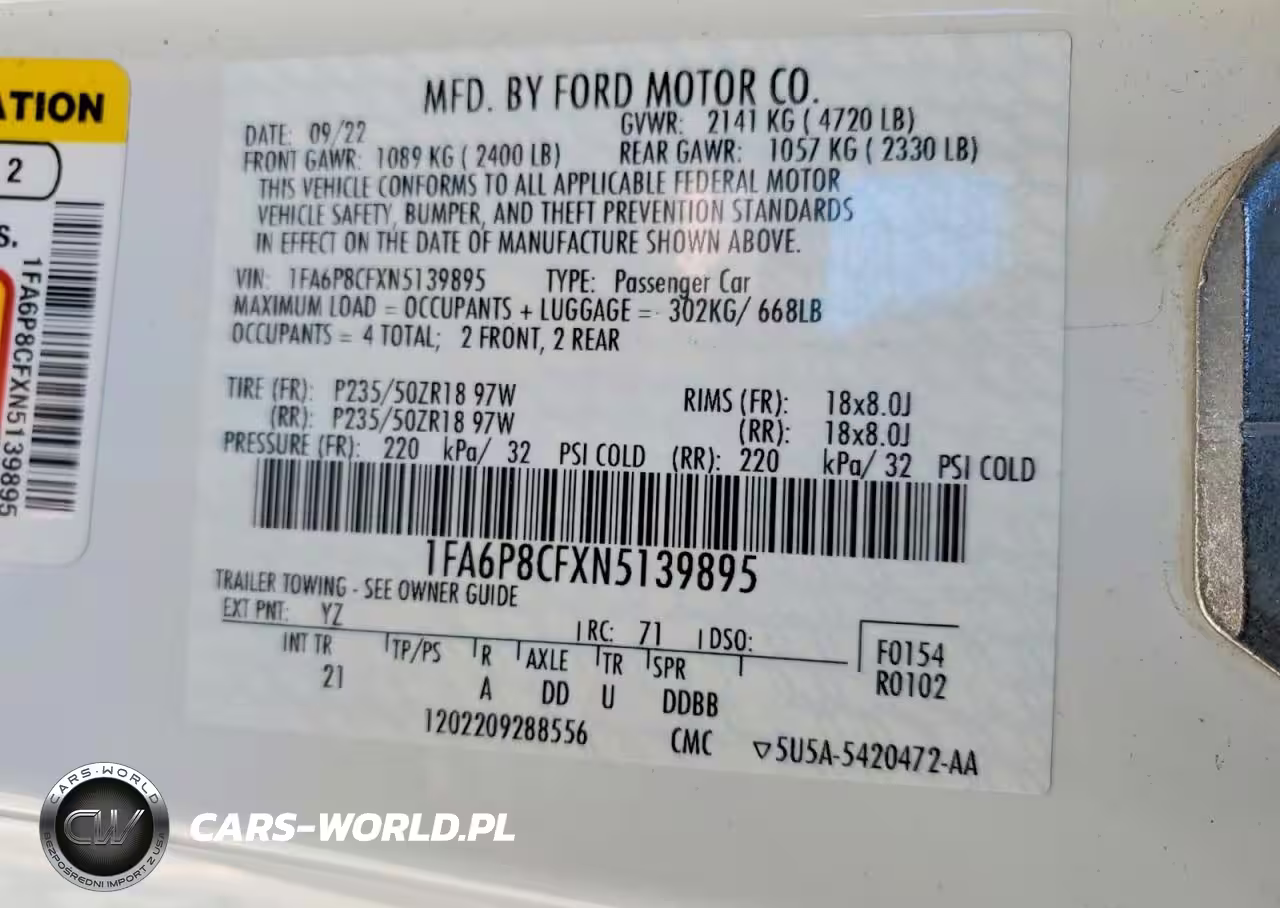 ATION
2
S.
1FA6P8CFXN5139895
MFD. BY FORD MOTOR CO.
DATE: 09/22 GVWR: 2141 KG ( 4720 LB)
FRONT GAWR: 1089 KG ( 2400 LB) REAR GAWR: 1057 KG ( 2330 LB)
THIS VEHICLE CONFORMS TO ALL APPLICABLE FEDERAL MOTOR
VEHICLE SAFETY, BUMPER, AND THEFT PREVENTION STANDARDS
IN EFFECT ON THE DATE OF MANUFACTURE SHOWN ABOVE.
VIN: 1FA6P8CFXN5139895 TYPE: Passenger Car
MAXIMUM LOAD = OCCUPANTS + LUGGAGE = 302KG/ 668LB
OCCUPANTS = 4 TOTAL; 2 FRONT, 2 REAR
TIRE (FR): P235/50ZR18 97W RIMS (FR): 18x8.0J
(RR): P235/50ZR18 97W (RR): 18x8.0J
PRESSURE (FR): 220 kPa/ 32 PSI COLD (RR): 220 kPa/ 32 PSI COLD
1FA6P8CFXN5139895
TRAILER TOWING - SEE OWNER GUIDE
EXT PNT: YZ RC: 71 DSO:
INT TR TP/PS R AXLE TR SPR F0154
21 A DD U DDBB R0102
1202209288556 CMC ▽5U5A-5420472-AA
CARS-WORLD
CW
BEZPOŚREDNI IMPORT Z USA
CARS-WORLD.PL